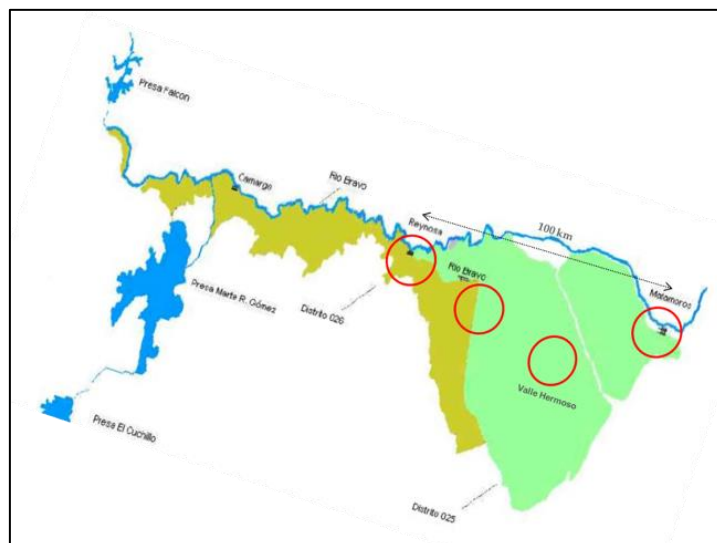 Presa Falcon
Camargo
Rio Bravo
Reynosa
100 km
Rio Bravo
Matamoros
Presa Marte R. Gómez
Distrito 026
Valle Hermoso
Presa El Cuchillo
Distrito 025